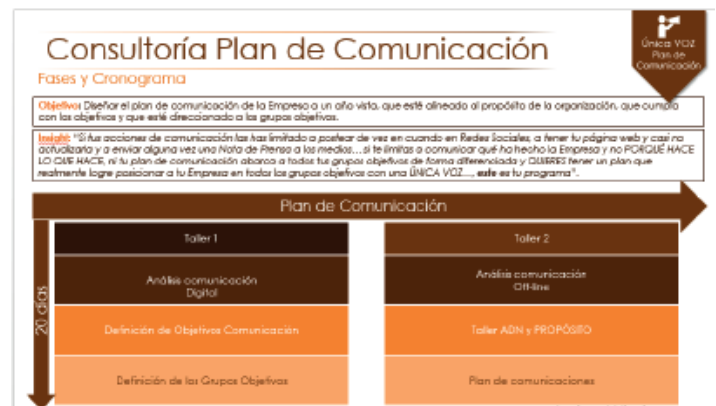 Consultoría Plan de Comunicación
Fases y Cronograma
Única VOZ
Plan de
Comunicación
Objetivo: Diseñar el plan de comunicación de la Empresa a un año vista, que esté alineado al propósito de la organización, que cumpla
con los objetivos y que esté direccionado a los grupos objetivos.
Insight: "Si tus acciones de comunicación las has limitado a postear de vez en cuando en Redes Sociales, a tener tu página web y casi no
actualizarla y a enviar alguna vez una Nota de Prensa a los medios…si te limitas a comunicar qué ha hecho la Empresa y no PORQUÉ HACE
LO QUE HACE, ni tu plan de comunicación abarca a todos tus grupos objetivos de forma diferenciada y QUIERES tener un plan que
realmente logre posicionar a tu Empresa en todos los grupos objetivos con una ÚNICA VOZ…, este es tu programa".
Plan de Comunicación
20 días
Taller 1
Análisis comunicación
Digital
Definición de Objetivos Comunicación
Definición de los Grupos Objetivos
Taller 2
Análisis comunicación
Off-line
Taller ADN y PROPÓSITO
Plan de comunicaciones